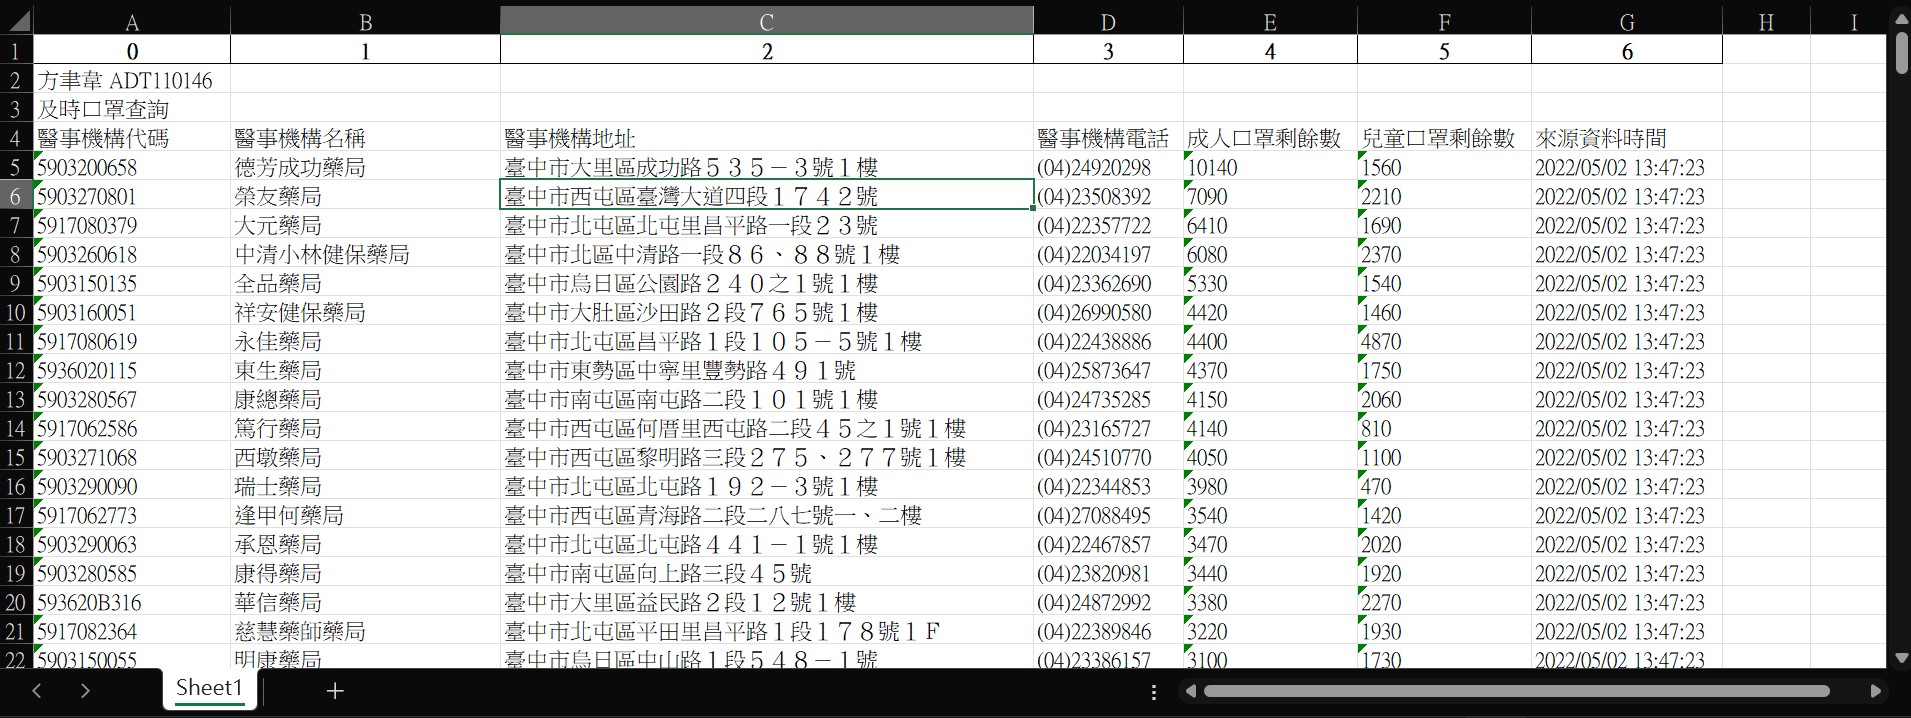 A B C D E F G H I
1 0 1 2 3 4 5 6
2 方聿韋 ADT110146
3 及時口罩查詢
4 醫事機構代碼 醫事機構名稱 醫事機構地址 醫事機構電話 成人口罩剩餘數 兒童口罩剩餘數 來源資料時間
5 5903200658 德芳成功藥局 臺中市大里區成功路５３５－３號１樓 (04)24920298 10140 1560 2022/05/02 13:47:23
6 5903270801 榮友藥局 臺中市西屯區臺灣大道四段１７４２號 (04)23508392 7090 2210 2022/05/02 13:47:23
7 5917080379 大元藥局 臺中市北屯區北屯里昌平路一段２３號 (04)22357722 6410 1690 2022/05/02 13:47:23
8 5903260618 中清小林健保藥局 臺中市北區中清路一段８６、８８號１樓 (04)22034197 6080 2370 2022/05/02 13:47:23
9 5903150135 全品藥局 臺中市烏日區公園路２４０之１號１樓 (04)23362690 5330 1540 2022/05/02 13:47:23
10 5903160051 祥安健保藥局 臺中市大肚區沙田路２段７６５號１樓 (04)26990580 4420 1460 2022/05/02 13:47:23
11 5917080619 永佳藥局 臺中市北屯區昌平路１段１０５－５號１樓 (04)22438886 4400 4870 2022/05/02 13:47:23
12 5936020115 東生藥局 臺中市東勢區中寧里豐勢路４９１號 (04)25873647 4370 1750 2022/05/02 13:47:23
13 5903280567 康總藥局 臺中市南屯區南屯路二段１０１號１樓 (04)24735285 4150 2060 2022/05/02 13:47:23
14 5917062586 篤行藥局 臺中市西屯區何厝里西屯路二段４５之１號１樓 (04)23165727 4140 810 2022/05/02 13:47:23
15 5903271068 西墩藥局 臺中市西屯區黎明路三段２７５、２７７號１樓 (04)24510770 4050 1100 2022/05/02 13:47:23
16 5903290090 瑞士藥局 臺中市北屯區北屯路１９２－３號１樓 (04)22344853 3980 470 2022/05/02 13:47:23
17 5917062773 逢甲何藥局 臺中市西屯區青海路二段二八七號一、二樓 (04)27088495 3540 1420 2022/05/02 13:47:23
18 5903290063 承恩藥局 臺中市北屯區北屯路４４１－１號１樓 (04)22467857 3470 2020 2022/05/02 13:47:23
19 5903280585 康得藥局 臺中市南屯區向上路三段４５號 (04)23820981 3440 1920 2022/05/02 13:47:23
20 593620B316 華信藥局 臺中市大里區益民路２段１２號１樓 (04)24872992 3380 2270 2022/05/02 13:47:23
21 5917082364 慈慧藥師藥局 臺中市北屯區平田里昌平路１段１７８號１Ｆ (04)22389846 3220 1930 2022/05/02 13:47:23
22 5903150055 明康藥局 臺中市烏日區中山路１段５４８－１號 (04)23386157 3100 1730 2022/05/02 13:47:23
Sheet1